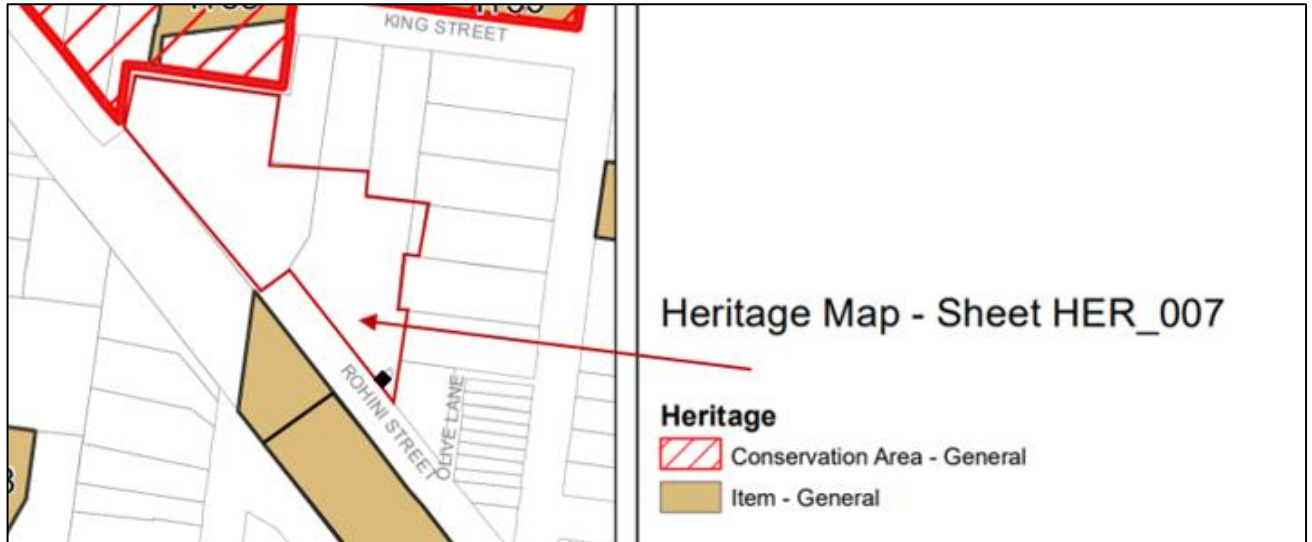 KING STREET
ROHINI STREET
OLIVE LANE
Heritage Map - Sheet HER_007
Heritage
Conservation Area - General
Item - General